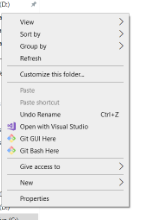 (D:)
View
Sort by
Group by
Refresh
Customize this folder...
Paste
Paste shortcut
Undo Rename Ctrl+Z
Open with Visual Studio
Git GUI Here
Git Bash Here
Give access to
New
Properties